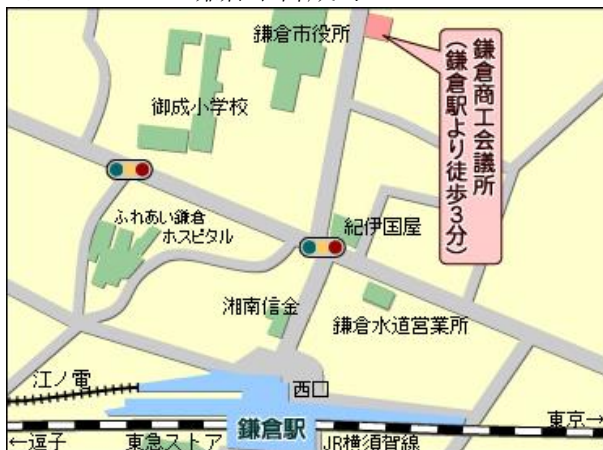 鎌倉市役所
鎌倉商工会議所
(鎌倉駅より徒歩3分)
御成小学校
ふれあい鎌倉
ホスピタル
紀伊国屋
湘南信金
鎌倉水道営業所
江ノ電
西口
東京→
鎌倉駅
←逗子
東急ストア
JR横須賀線